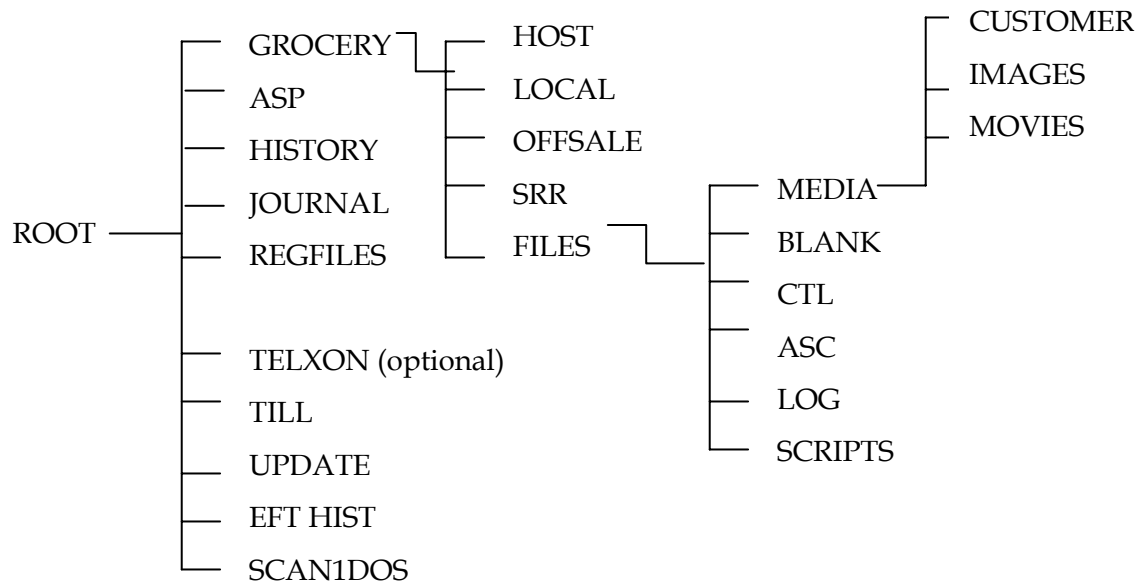 ROOT
GROCERY
ASP
HISTORY
JOURNAL
REGFILES
TELXON (optional)
TILL
UPDATE
EFT HIST
SCAN1DOS
HOST
LOCAL
OFFSALE
SRR
FILES
MEDIA
BLANK
CTL
ASC
LOG
SCRIPTS
CUSTOMER
IMAGES
MOVIES